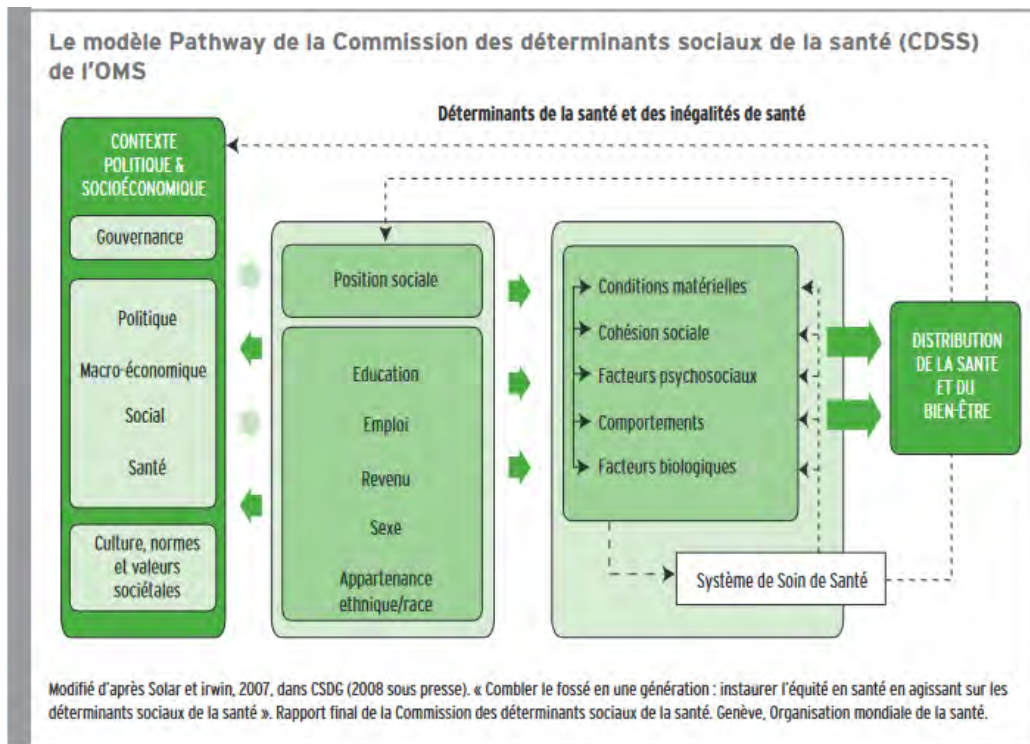 Le modèle Pathway de la Commission des déterminants sociaux de la santé (CDSS)
de l'OMS
Déterminants de la santé et des inégalités de santé
CONTEXTE
POLITIQUE &
SOCIOÉCONOMIQUE
Gouvernance
Politique
Macro-économique
Social
Santé
Culture, normes
et valeurs
sociétales
Position sociale
Education
Emploi
Revenu
Sexe
Appartenance
ethnique/race
Conditions matérielles
Cohésion sociale
Facteurs psychosociaux
Comportements
Facteurs biologiques
Système de Soin de Santé
DISTRIBUTION
DE LA SANTE
ET DU
BIEN-ÊTRE
Modifié d'après Solar et irwin, 2007, dans CSDG (2008 sous presse). « Combler le fossé en une génération : instaurer l'équité en santé en agissant sur les
déterminants sociaux de la santé ». Rapport final de la Commission des déterminants sociaux de la santé. Genève, Organisation mondiale de la santé.